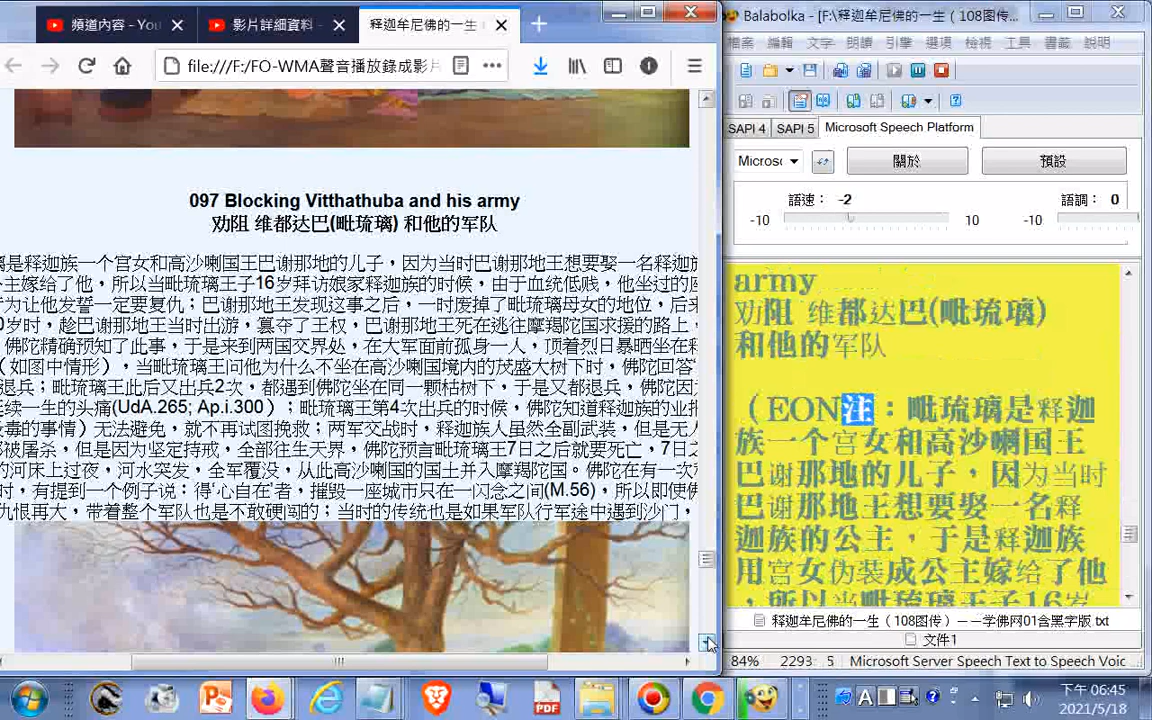 頻道內容 - You
影片詳細資料 -
释迦牟尼佛的一生（
file:///F:/FO-WMA聲音播放錄成影片
097 Blocking Vitthathuba and his army
劝阻 维都达巴(毗琉璃) 和他的军队
璃是释迦族一个宫女和高沙喇国王巴谢那地的儿子，因为当时巴谢那地王想要娶一名释迦族
主嫁给了他，所以当毗琉璃王子16岁拜访娘家释迦族的时候，由于血统低贱，他坐过的座
为让他发誓一定要复仇；巴谢那地王发现这事之后，一时废掉了毗琉璃母女的地位，后来
0岁时，趁巴谢那地王当时出游，篡夺了王权，巴谢那地王死在逃往摩羯陀国求援的路上，
佛陀精确预知了此事，于是来到两国交界处，在大军面前孤身一人，顶着烈日暴晒坐在
（如图中情形），当毗琉璃王问他为什么不坐在高沙喇国境内的茂盛大树下时，佛陀回答
退兵；毗琉璃王此后又出兵2次，都遇到佛陀坐在同一颗枯树下，于是又都退兵，佛陀因
续一生的头痛(UdA.265; Ap.i.300）；毗琉璃王第4次出兵的时候，佛陀知道释迦族的业报
毒的事情）无法避免，就不再试图挽救；两军交战时，释迦族人虽然全副武装，但是无
被屠杀，但是因为坚定持戒，全部往生天界，佛陀预言毗琉璃王7日之后就要死亡，7日之
的河床上过夜，河水突发，全军覆没，从此高沙喇国的国土并入摩羯陀国。佛陀在有一次
时，有提到一个例子说：得'心自在'者，摧毁一座城市只在一闪念之间(M.56)，所以即使
仇恨再大，带着整个军队也是不敢硬闯的；当时的传统也是如果军队行军途中遇到沙门，
Balabolka - [F:\释迦牟尼佛的一生（108图传）...
檔案 編輯 文字 朗讀 引擎 選項 檢視 工具 書籤 說明
SAPI 4 SAPI 5 Microsoft Speech Platform
Microsc 關於 預設
語速： -2 語調： 0
-10 10 -10
army
劝阻 维都达巴(毗琉璃)
和他的军队
（EON注：毗琉璃是释迦
族一个宫女和高沙喇国王
巴谢那地的儿子，因为当时
巴谢那地王想要娶一名释
迦族的公主，于是释迦族
用宫女伪装成公主嫁给了他
，所以当毗琉璃王子16岁
释迦牟尼佛的一生（108图传）——学佛网01含黑字版.txt
文件1
84% 2293: 5 Microsoft Server Speech Text to Speech Voic
PDF
A
下午 06:45
2021/5/18